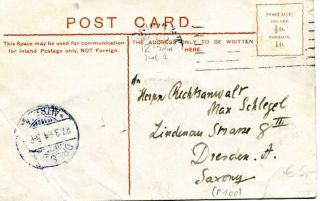 POST CARD.
This Space may be used for communication
for Inland Postage only, NOT Foreign.
THE ADDRESS ONLY TO BE WRITTEN
HERE.
POSTAGE.
INLAND
½d.
FOREIGN.
1d.
An
Herrn Rechtsanwalt
Max Schlegel
Lindenau Strasse 8 III
Dresden. A.
Saxony